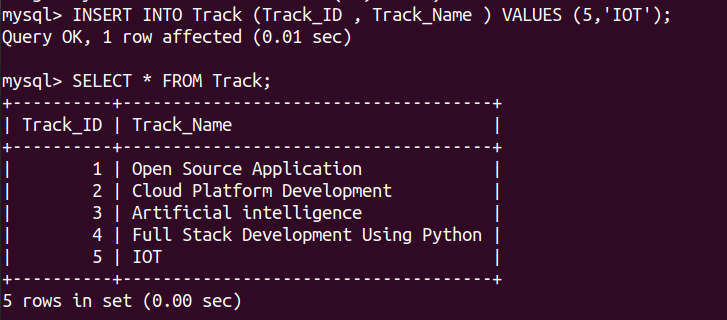 mysql> INSERT INTO Track (Track_ID , Track_Name ) VALUES (5,'IOT');
Query OK, 1 row affected (0.01 sec)

mysql> SELECT * FROM Track;
+----------+-------------------------------------+
| Track_ID | Track_Name                          |
+----------+-------------------------------------+
|        1 | Open Source Application             |
|        2 | Cloud Platform Development          |
|        3 | Artificial intelligence             |
|        4 | Full Stack Development Using Python |
|        5 | IOT                                 |
+----------+-------------------------------------+
5 rows in set (0.00 sec)